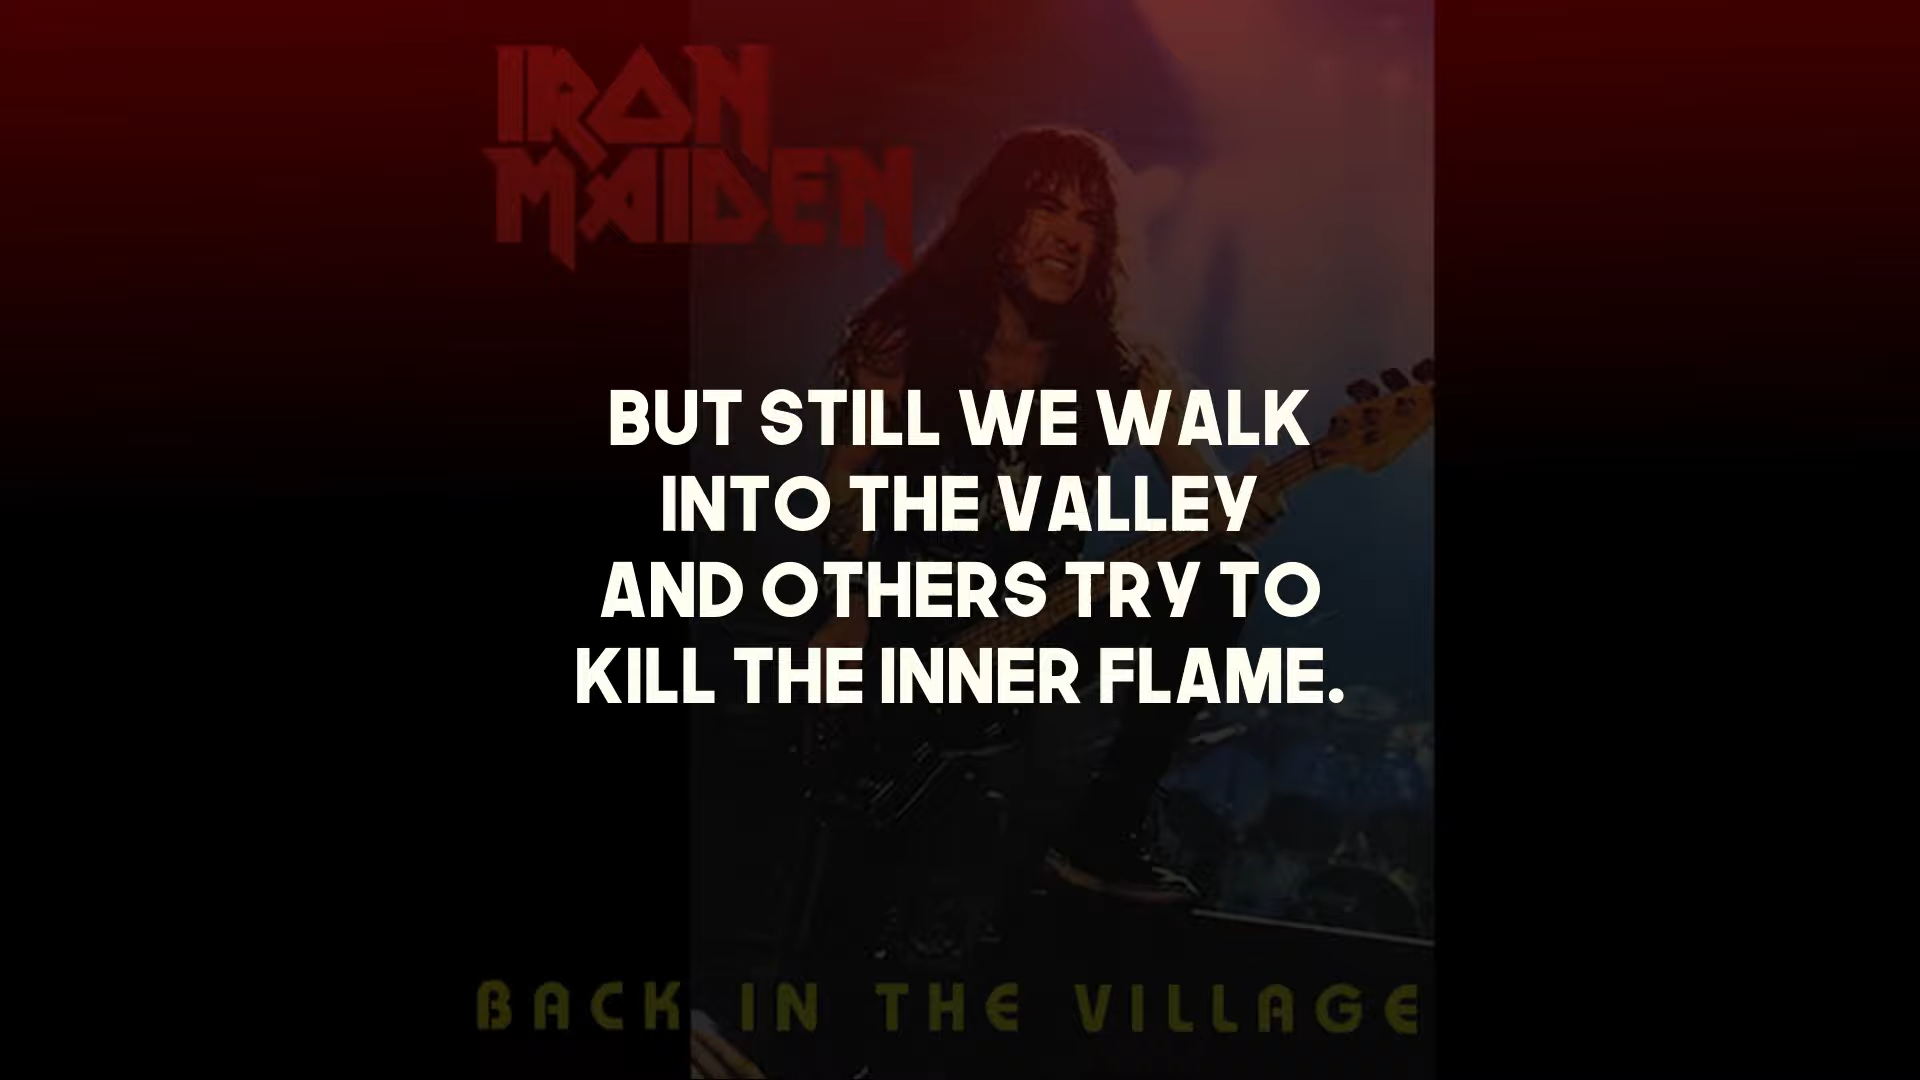 IRON
MAIDEN
BUT STILL WE WALK
INTO THE VALLEY
AND OTHERS TRY TO
KILL THE INNER FLAME.
BACK IN THE VILLAGE